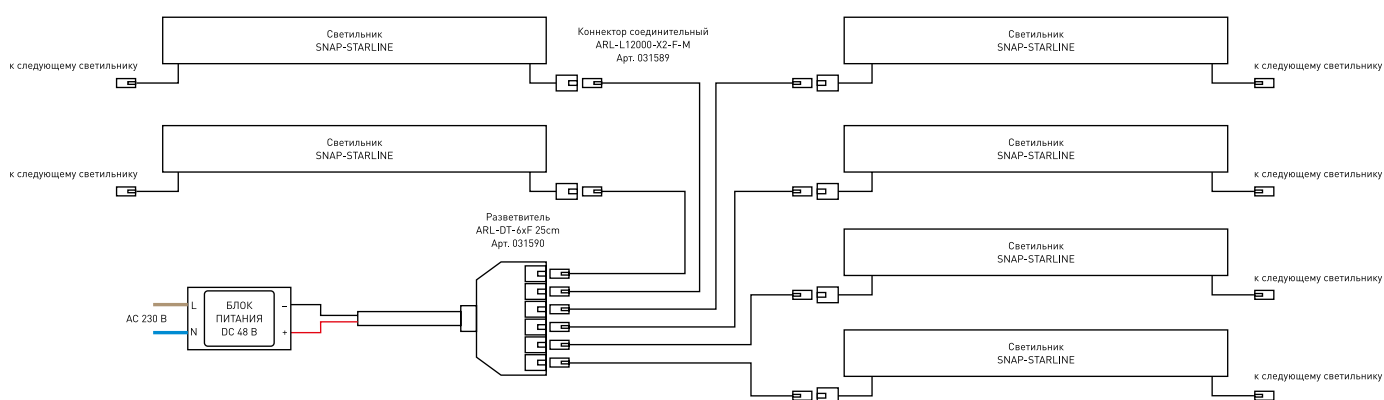 Светильник
SNAP-STARLINE
к следующему светильнику
Коннектор соединительный
ARL-L12000-X2-F-M
Арт. 031589
Светильник
SNAP-STARLINE
к следующему светильнику
Светильник
SNAP-STARLINE
к следующему светильнику
Светильник
SNAP-STARLINE
к следующему светильнику
Разветвитель
ARL-DT-6xF 25cm
Арт. 031590
Светильник
SNAP-STARLINE
к следующему светильнику
AC 230 В
L
N
БЛОК
ПИТАНИЯ
DC 48 В
–
+
Светильник
SNAP-STARLINE
к следующему светильнику